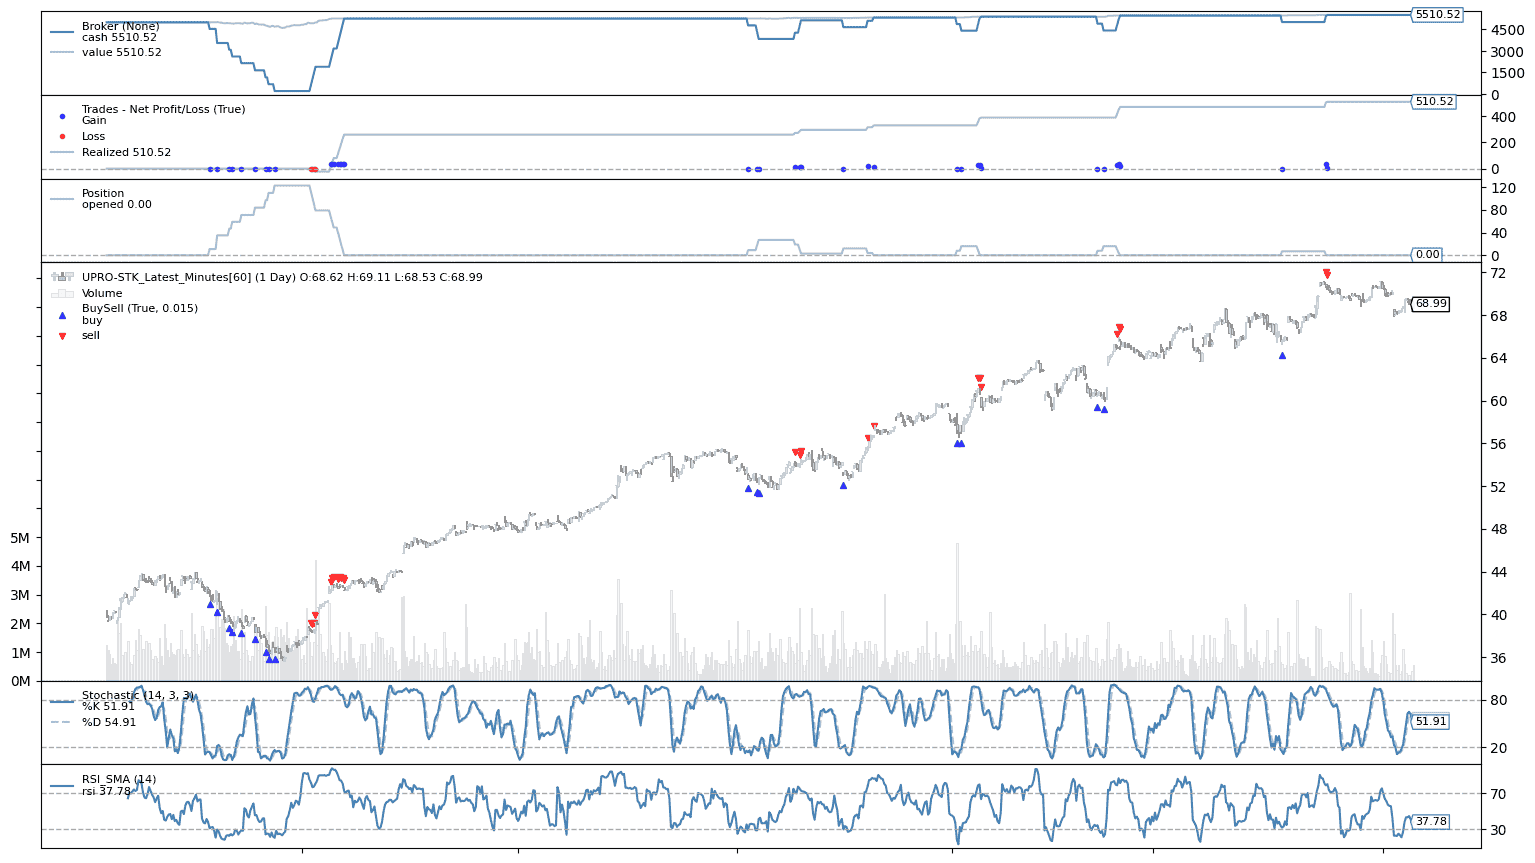 Broker (None)
cash 5510.52
value 5510.52
5510.52
4500
3000
1500
0
Trades - Net Profit/Loss (True)
Gain
Loss
Realized 510.52
510.52
400
200
0
Position
opened 0.00
120
80
40
0
0.00
UPRO-STK_Latest_Minutes[60] (1 Day) O:68.62 H:69.11 L:68.53 C:68.99
Volume
BuySell (True, 0.015)
buy
sell
72
68.99
68
64
60
56
52
48
44
40
36
5M
4M
3M
2M
1M
0M
Stochastic (14, 3, 3)
%K 51.91
%D 54.91
80
51.91
20
RSI_SMA (14)
rsi 37.78
70
37.78
30